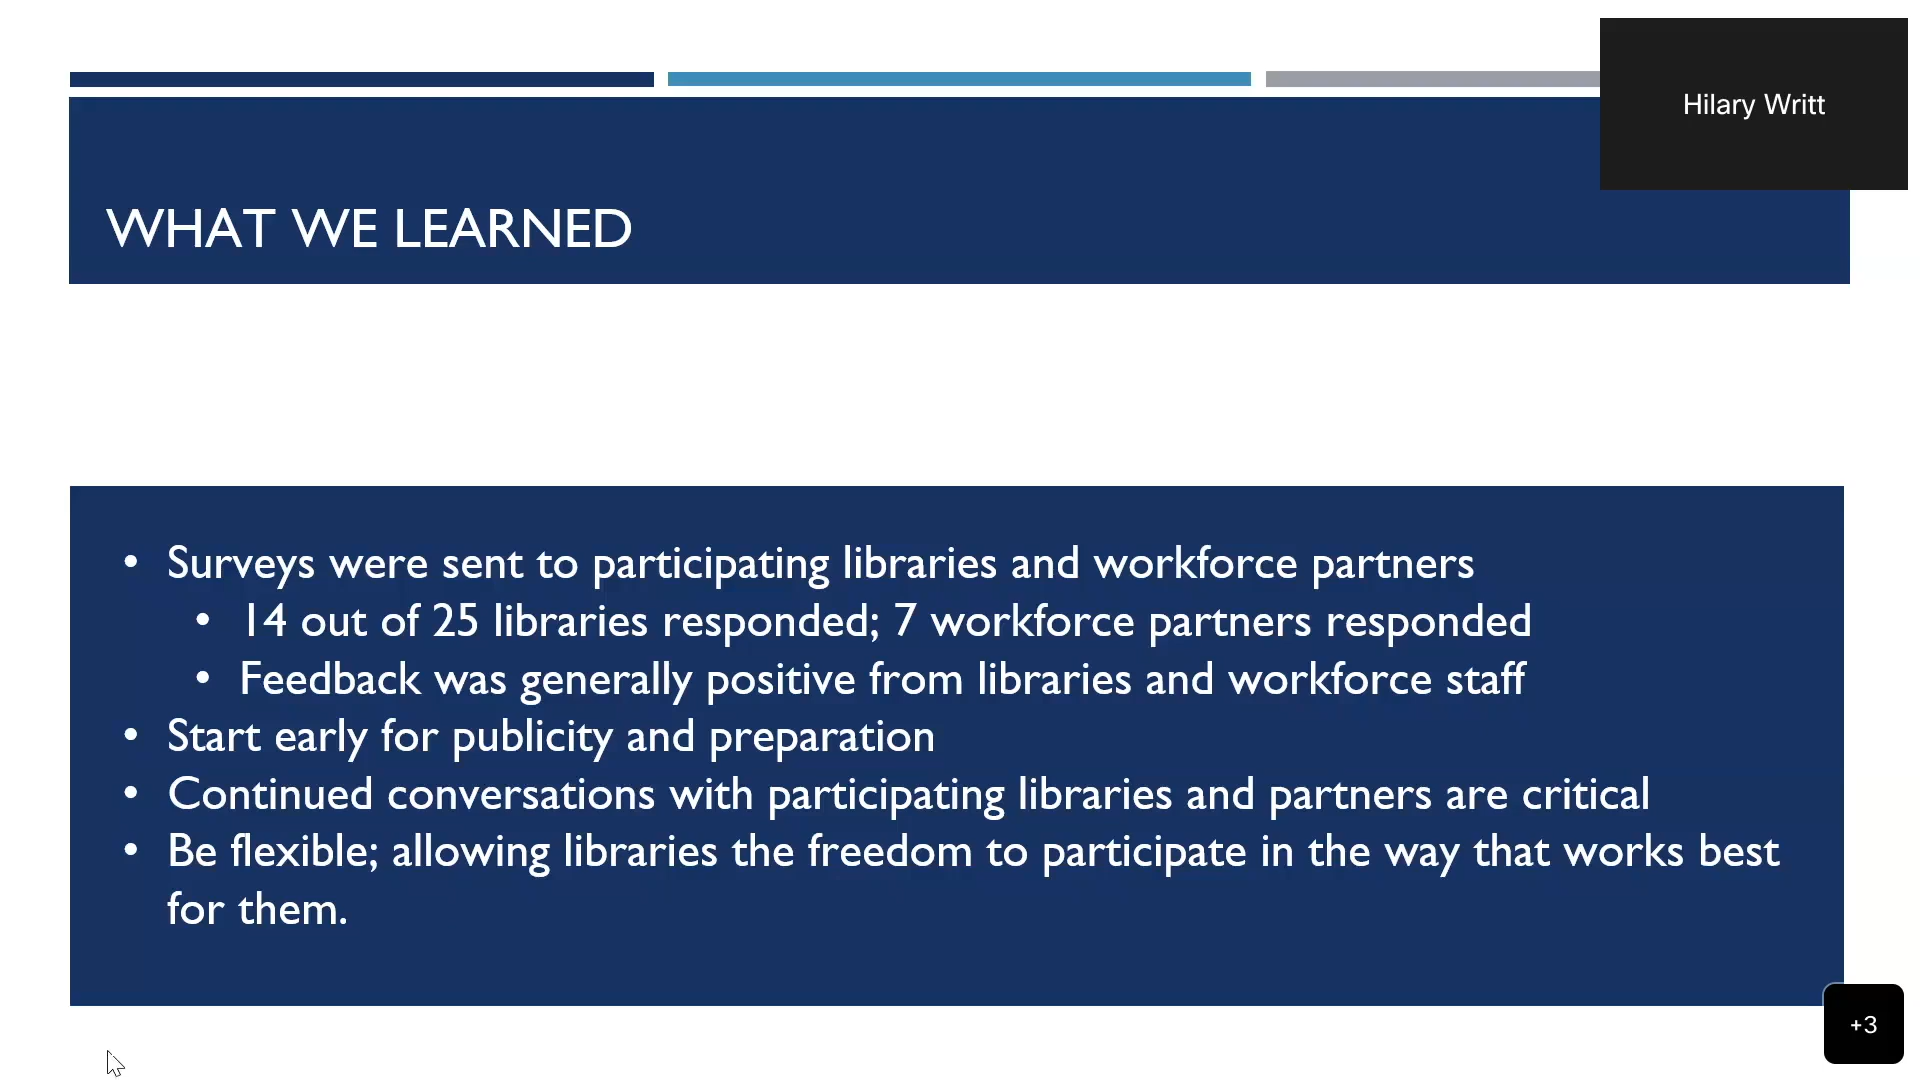 Hilary Writt
WHAT WE LEARNED
• Surveys were sent to participating libraries and workforce partners
• 14 out of 25 libraries responded; 7 workforce partners responded
• Feedback was generally positive from libraries and workforce staff
• Start early for publicity and preparation
• Continued conversations with participating libraries and partners are critical
• Be flexible; allowing libraries the freedom to participate in the way that works best
for them.
+3